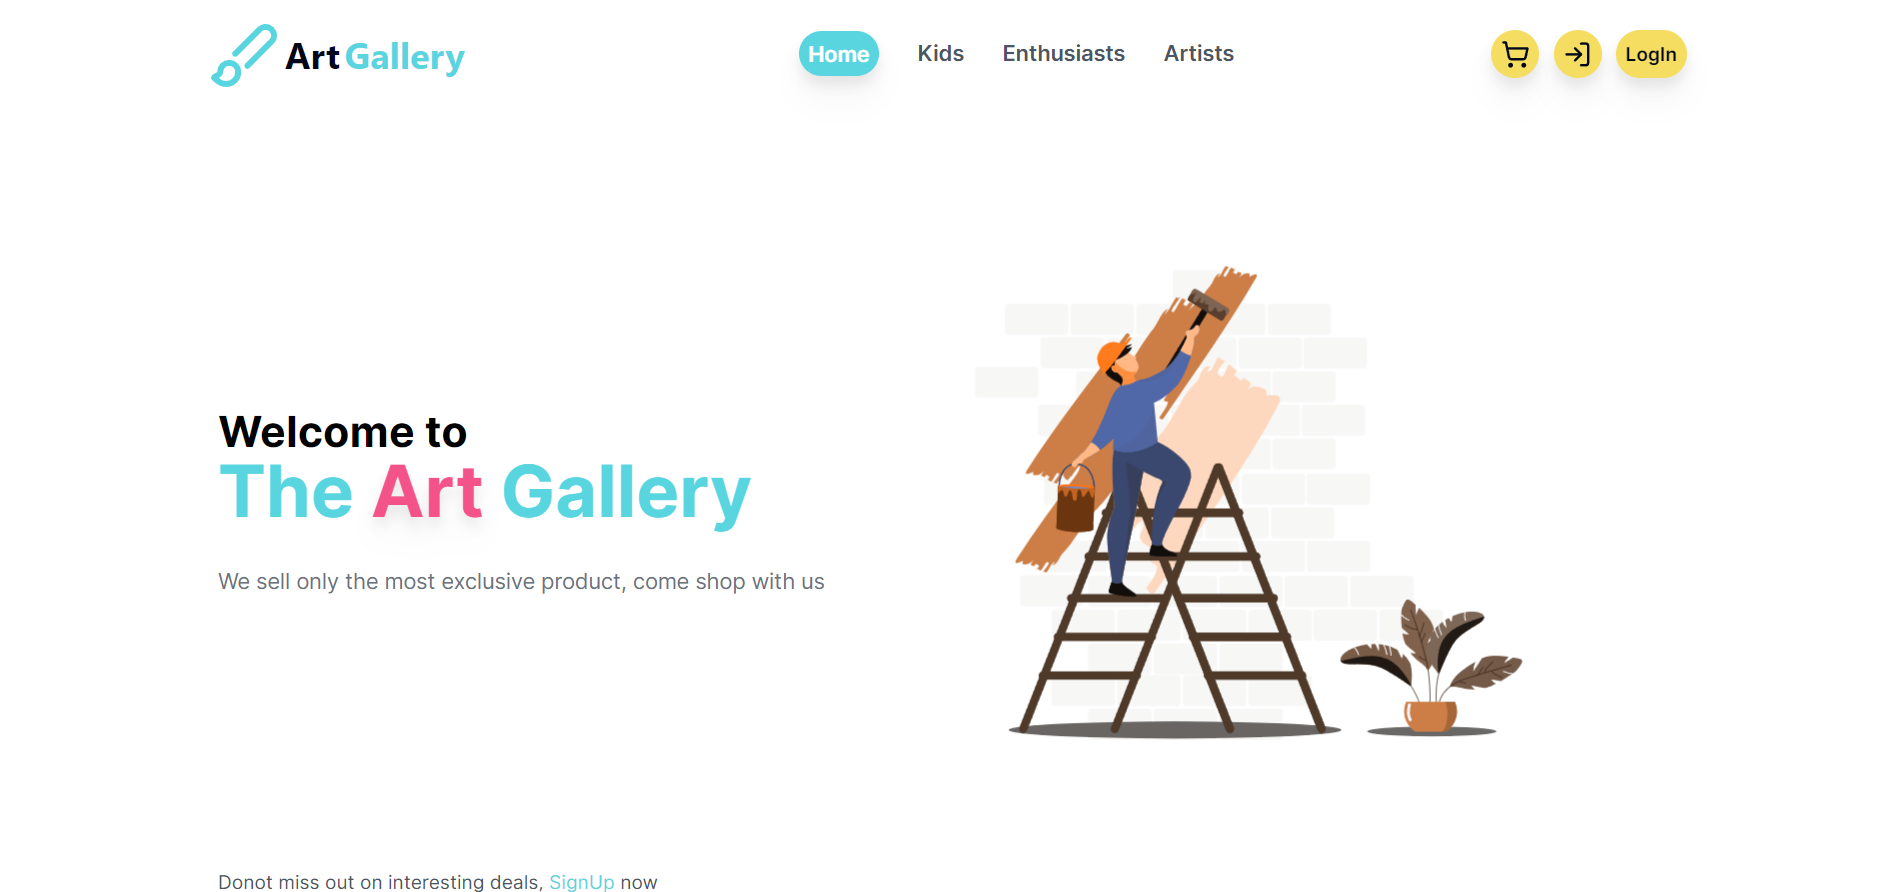 Art Gallery
Home Kids Enthusiasts Artists
LogIn
Welcome to
The Art Gallery
We sell only the most exclusive product, come shop with us
Donot miss out on interesting deals, SignUp now